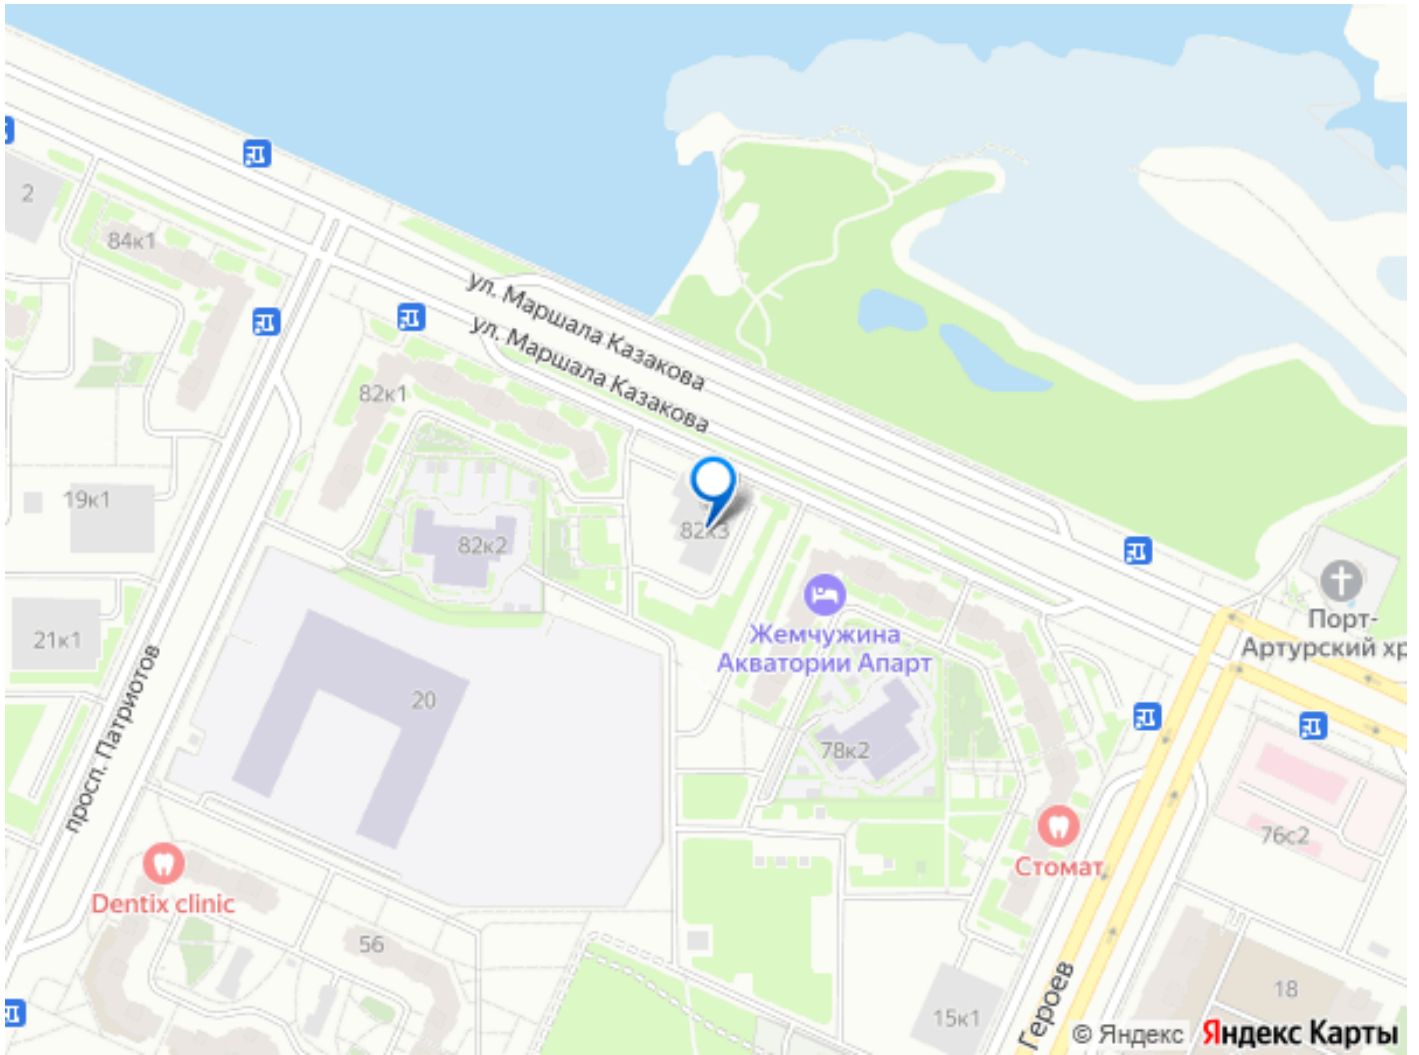 2
84к1
ул. Маршала Казакова
ул. Маршала Казакова
82к1
19к1
82к2
82к3
21к1
просп. Патриотов
20
Жемчужина
Акватории Апарт
78к2
Порт-
Артурский хр
76с2
Стомат
Dentix clinic
56
15к1
18
Героев
© Яндекс
Яндекс Карты